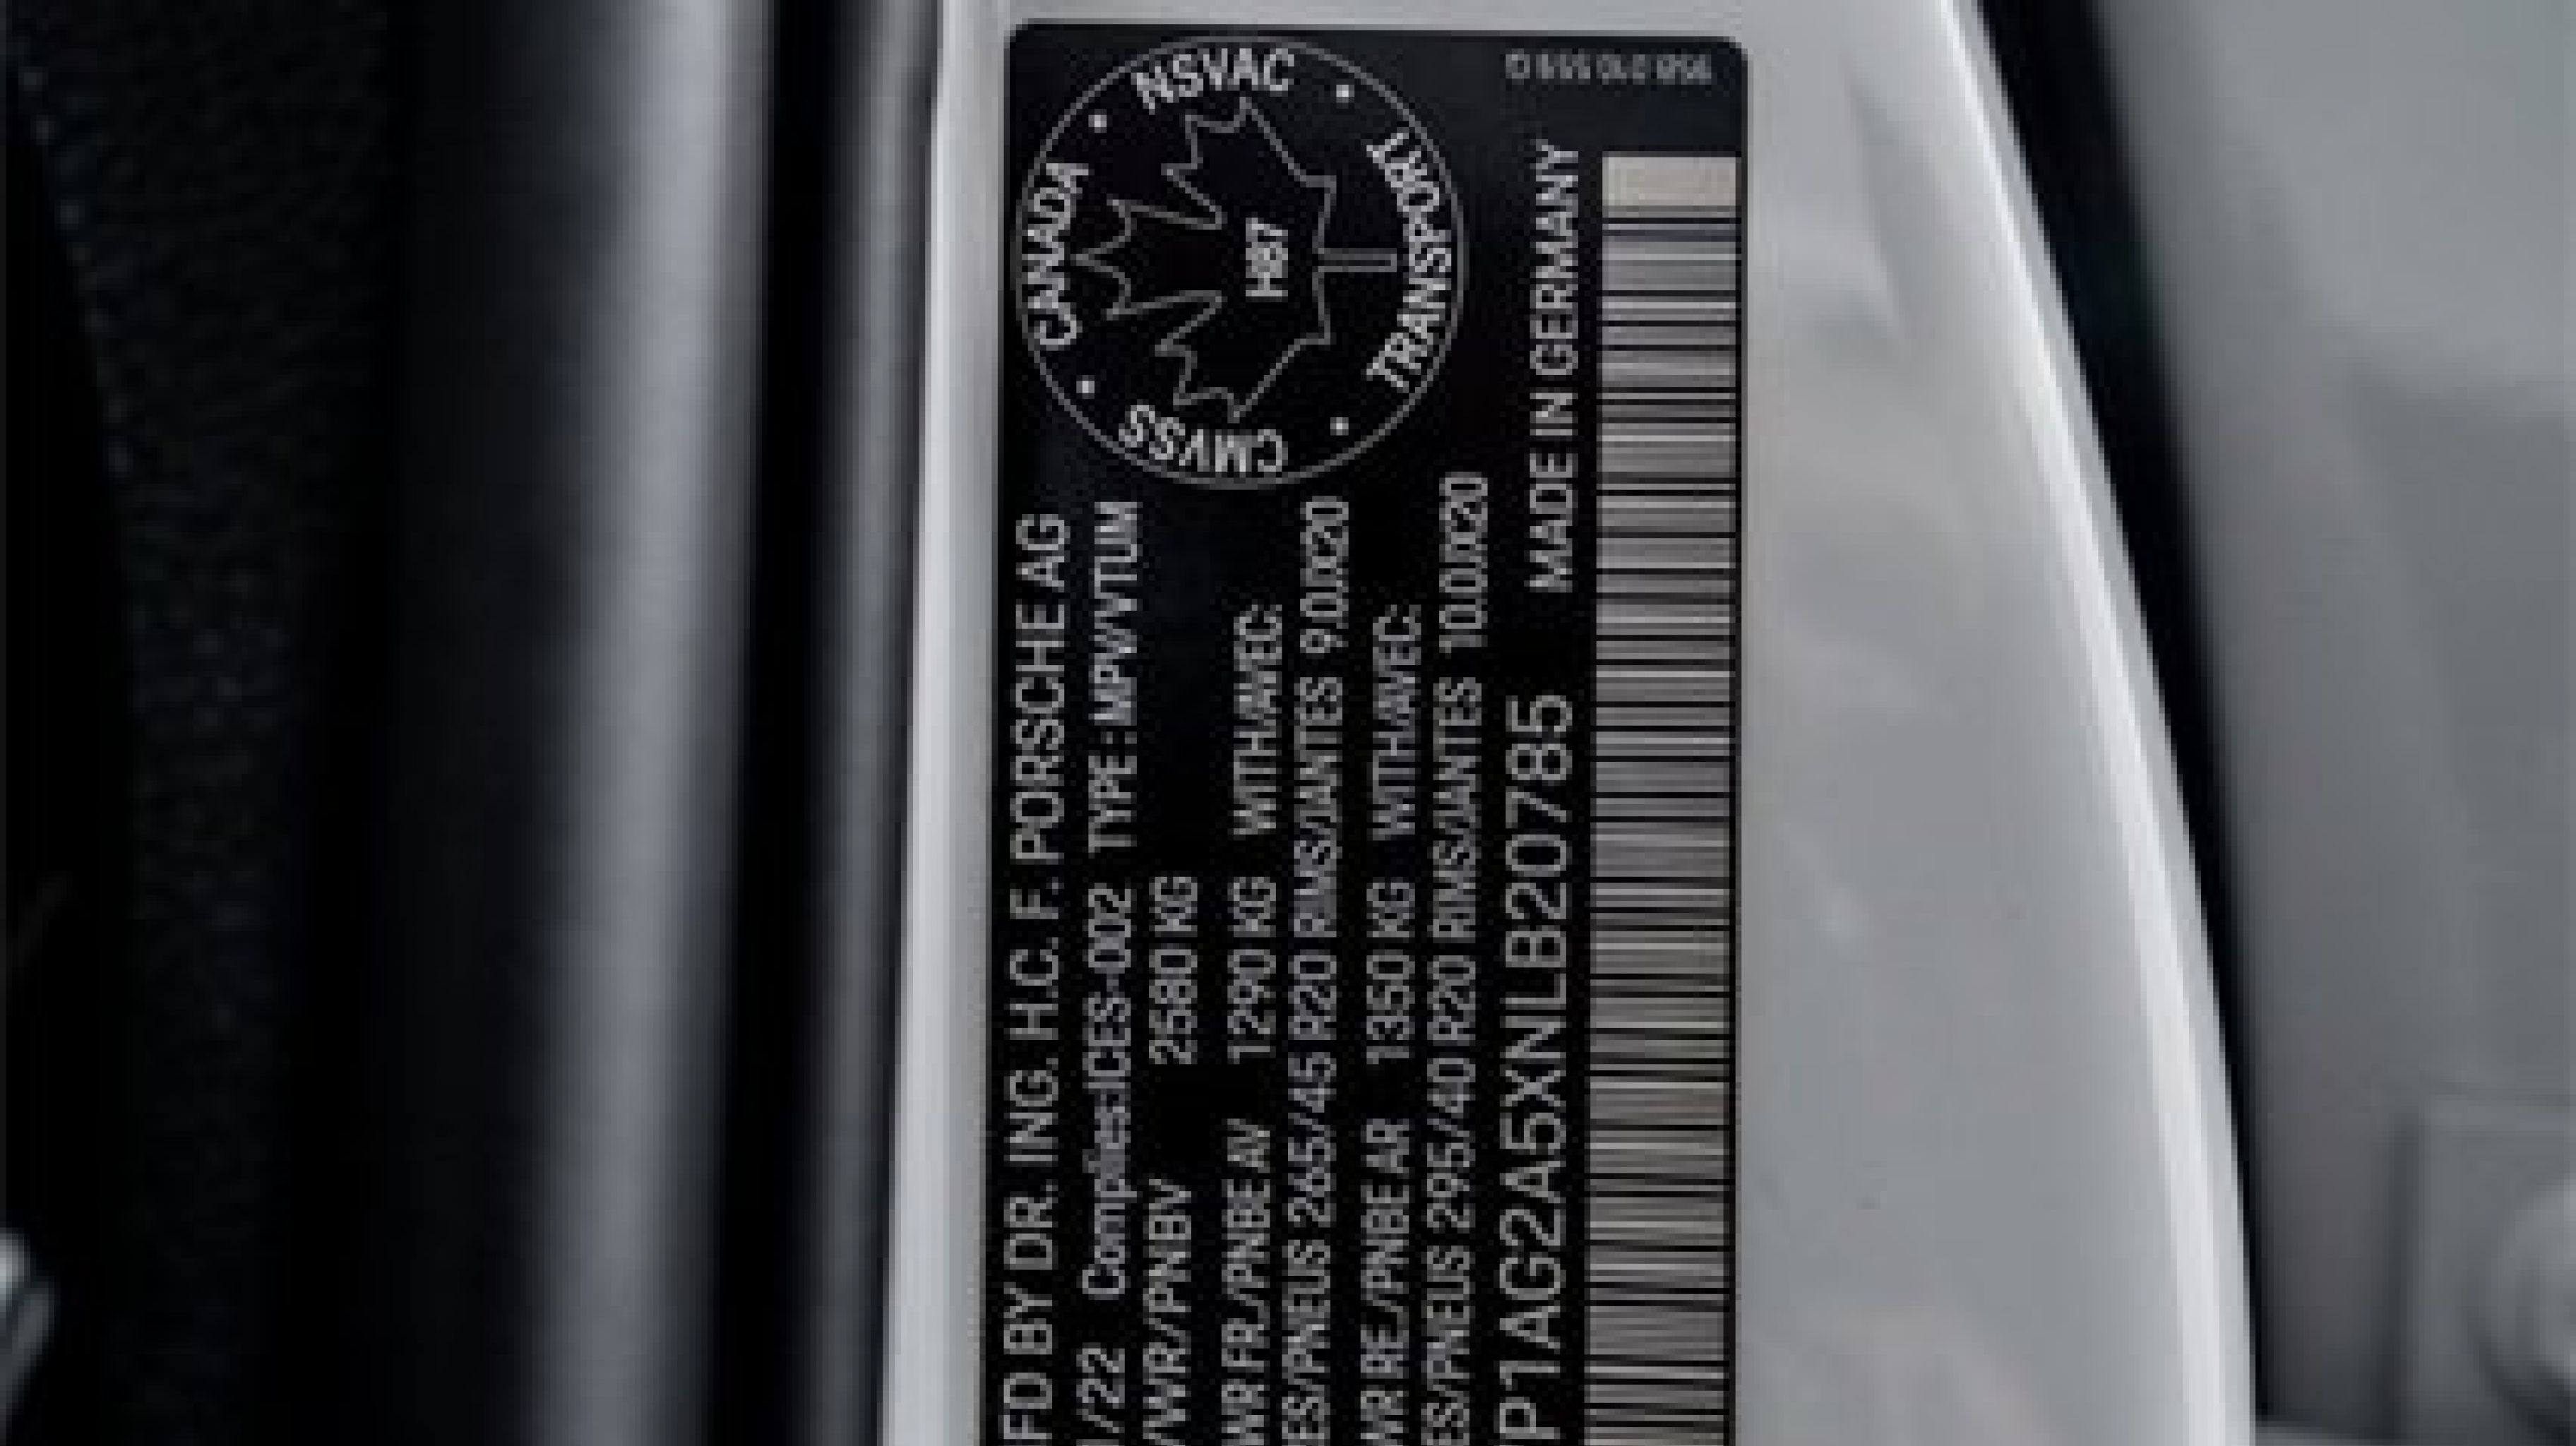 FD BY DR. ING. H.C. F. PORSCHE AG
/22 Complies:ICES-002 TYPE:MPV/VTUM
/WR/PNBV 2580 KG
WR FR./PNBE AV 1290 KG WITH/AVEC:
ES/PNEUS 265/45 R20 RIMS/JANTES 9.0Jx20
WR RE./PNBE AR 1350 KG WITH/AVEC:
ES/PNEUS 295/40 R20 RIMS/JANTES 10.0Jx20
P1AG2A5XNLB20785 MADE IN GERMANY
CMVSS • CANADA • NSVAC • TRANSPORT •
H87